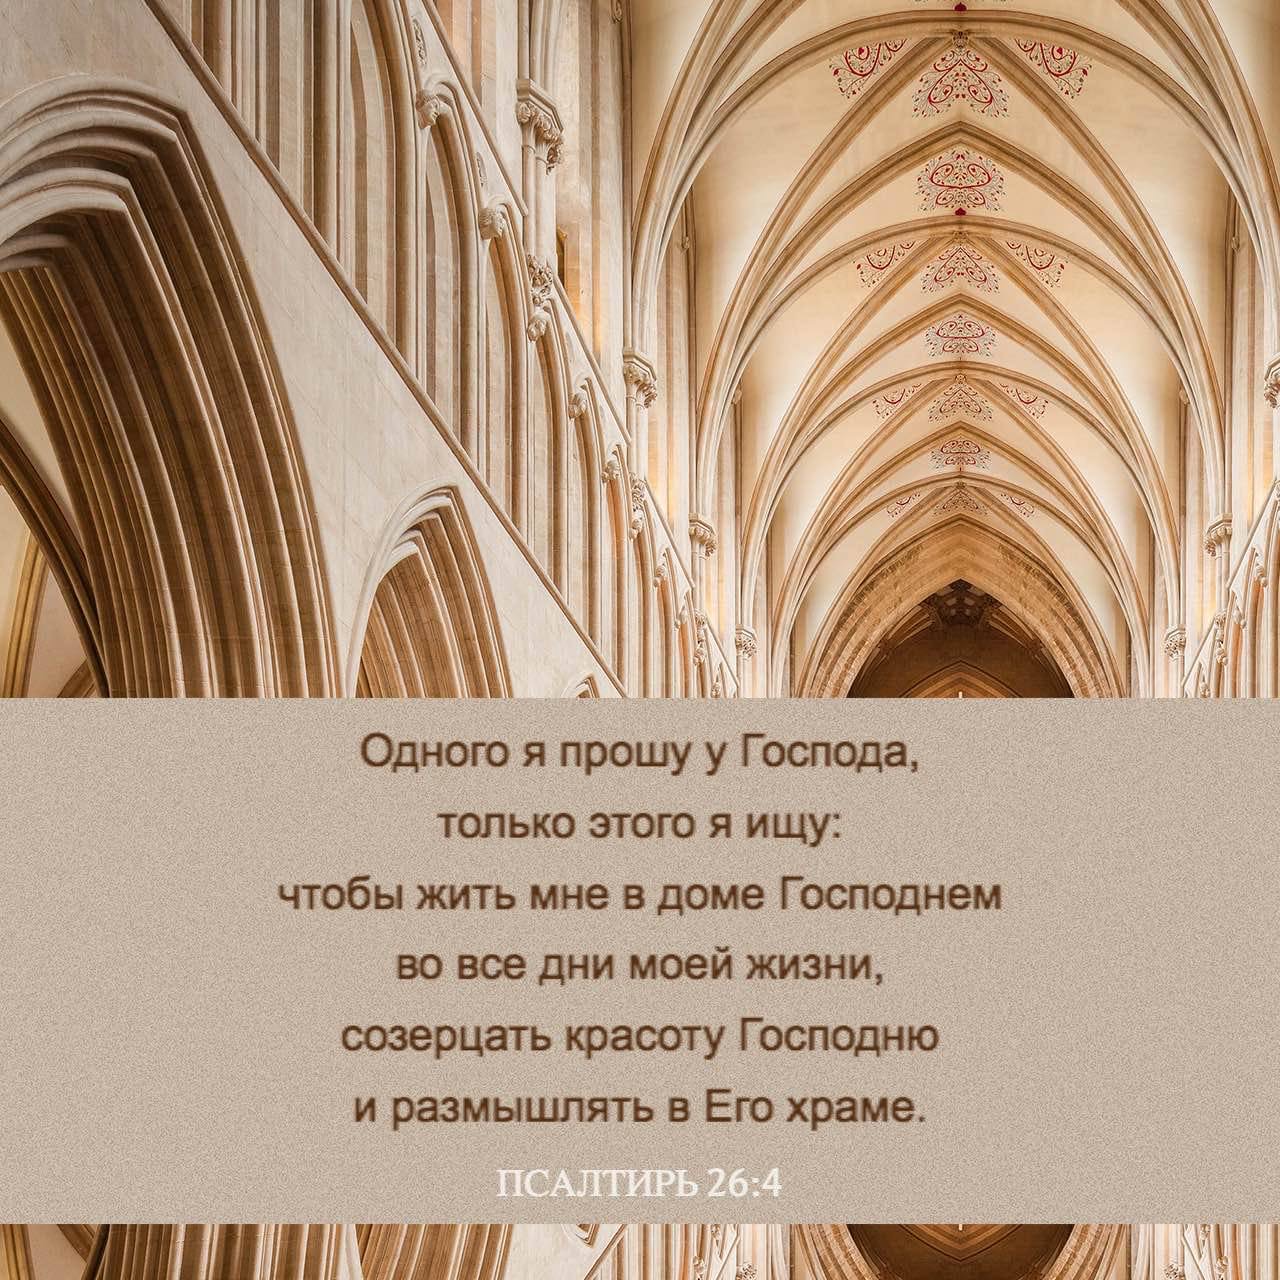 Одного я прошу у Господа,
только этого я ищу:
чтобы жить мне в доме Господнем
во все дни моей жизни,
созерцать красоту Господню
и размышлять в Его храме.
ПСАЛТИРЬ 26:4